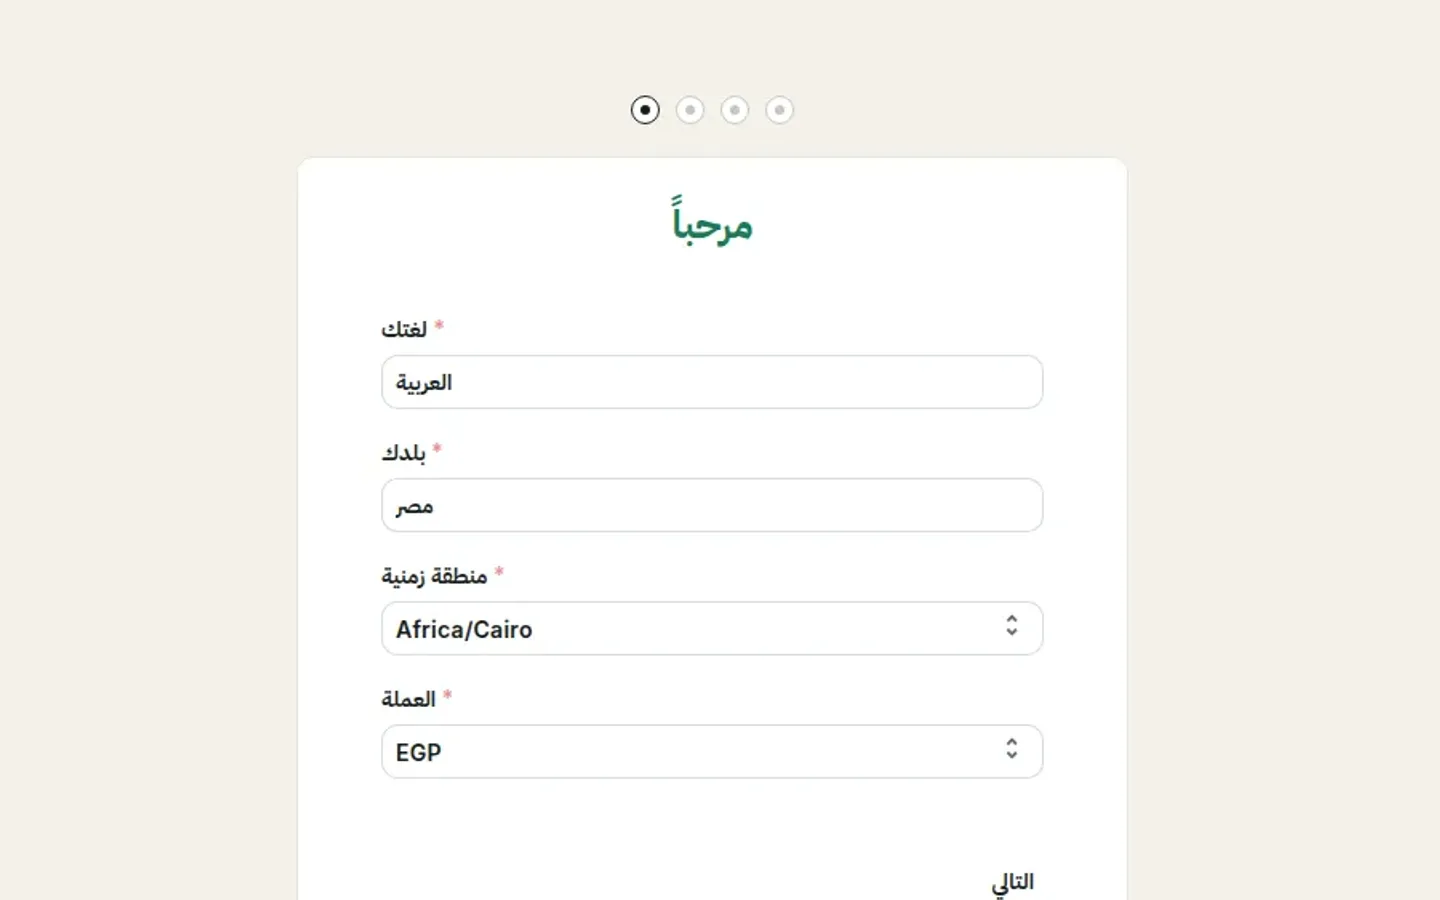 مرحباً
لغتك *
العربية
بلدك *
مصر
منطقة زمنية *
Africa/Cairo
العملة *
EGP
التالي